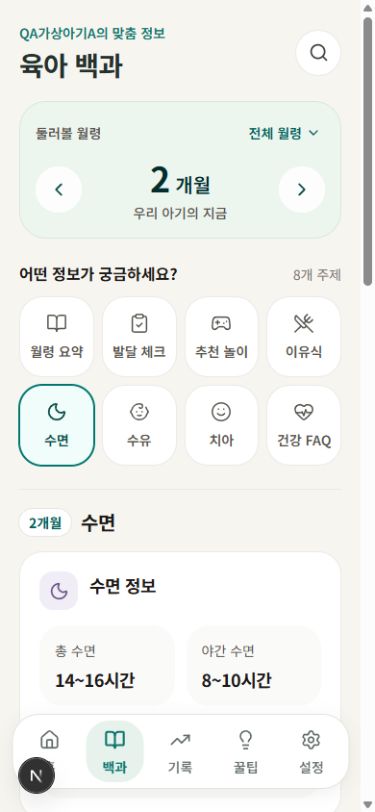 QA가상아기A의 맞춤 정보
육아 백과
둘러볼 월령
전체 월령
2 개월
우리 아기의 지금
어떤 정보가 궁금하세요?
8개 주제
월령 요약
발달 체크
추천 놀이
이유식
수면
수유
치아
건강 FAQ
2개월
수면
수면 정보
총 수면
14~16시간
야간 수면
8~10시간
백과
기록
꿀팁
설정
N